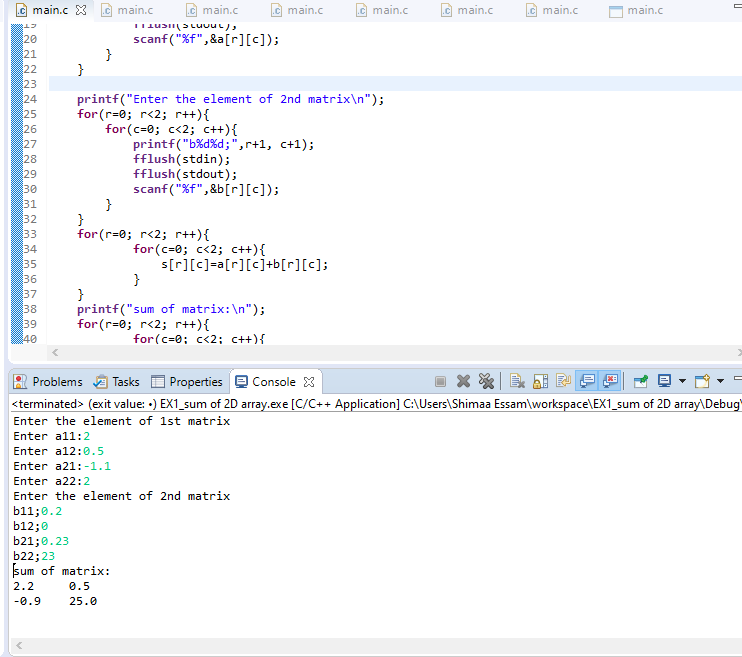 main.c main.c main.c main.c main.c main.c main.c main.c
19 fflush(stdout);
20 scanf("%f",&a[r][c]);
21 }
22 }
23
24 printf("Enter the element of 2nd matrix\n");
25 for(r=0; r<2; r++){
26 for(c=0; c<2; c++){
27 printf("b%d%d;",r+1, c+1);
28 fflush(stdin);
29 fflush(stdout);
30 scanf("%f",&b[r][c]);
31 }
32 }
33 for(r=0; r<2; r++){
34 for(c=0; c<2; c++){
35 s[r][c]=a[r][c]+b[r][c];
36 }
37 }
38 printf("sum of matrix:\n");
39 for(r=0; r<2; r++){
40 for(c=0; c<2; c++){
Problems Tasks Properties Console
<terminated> (exit value: •) EX1_sum of 2D array.exe [C/C++ Application] C:\Users\Shimaa Essam\workspace\EX1_sum of 2D array\Debug\
Enter the element of 1st matrix
Enter a11:2
Enter a12:0.5
Enter a21:-1.1
Enter a22:2
Enter the element of 2nd matrix
b11;0.2
b12;0
b21;0.23
b22;23
sum of matrix:
2.2 0.5
-0.9 25.0